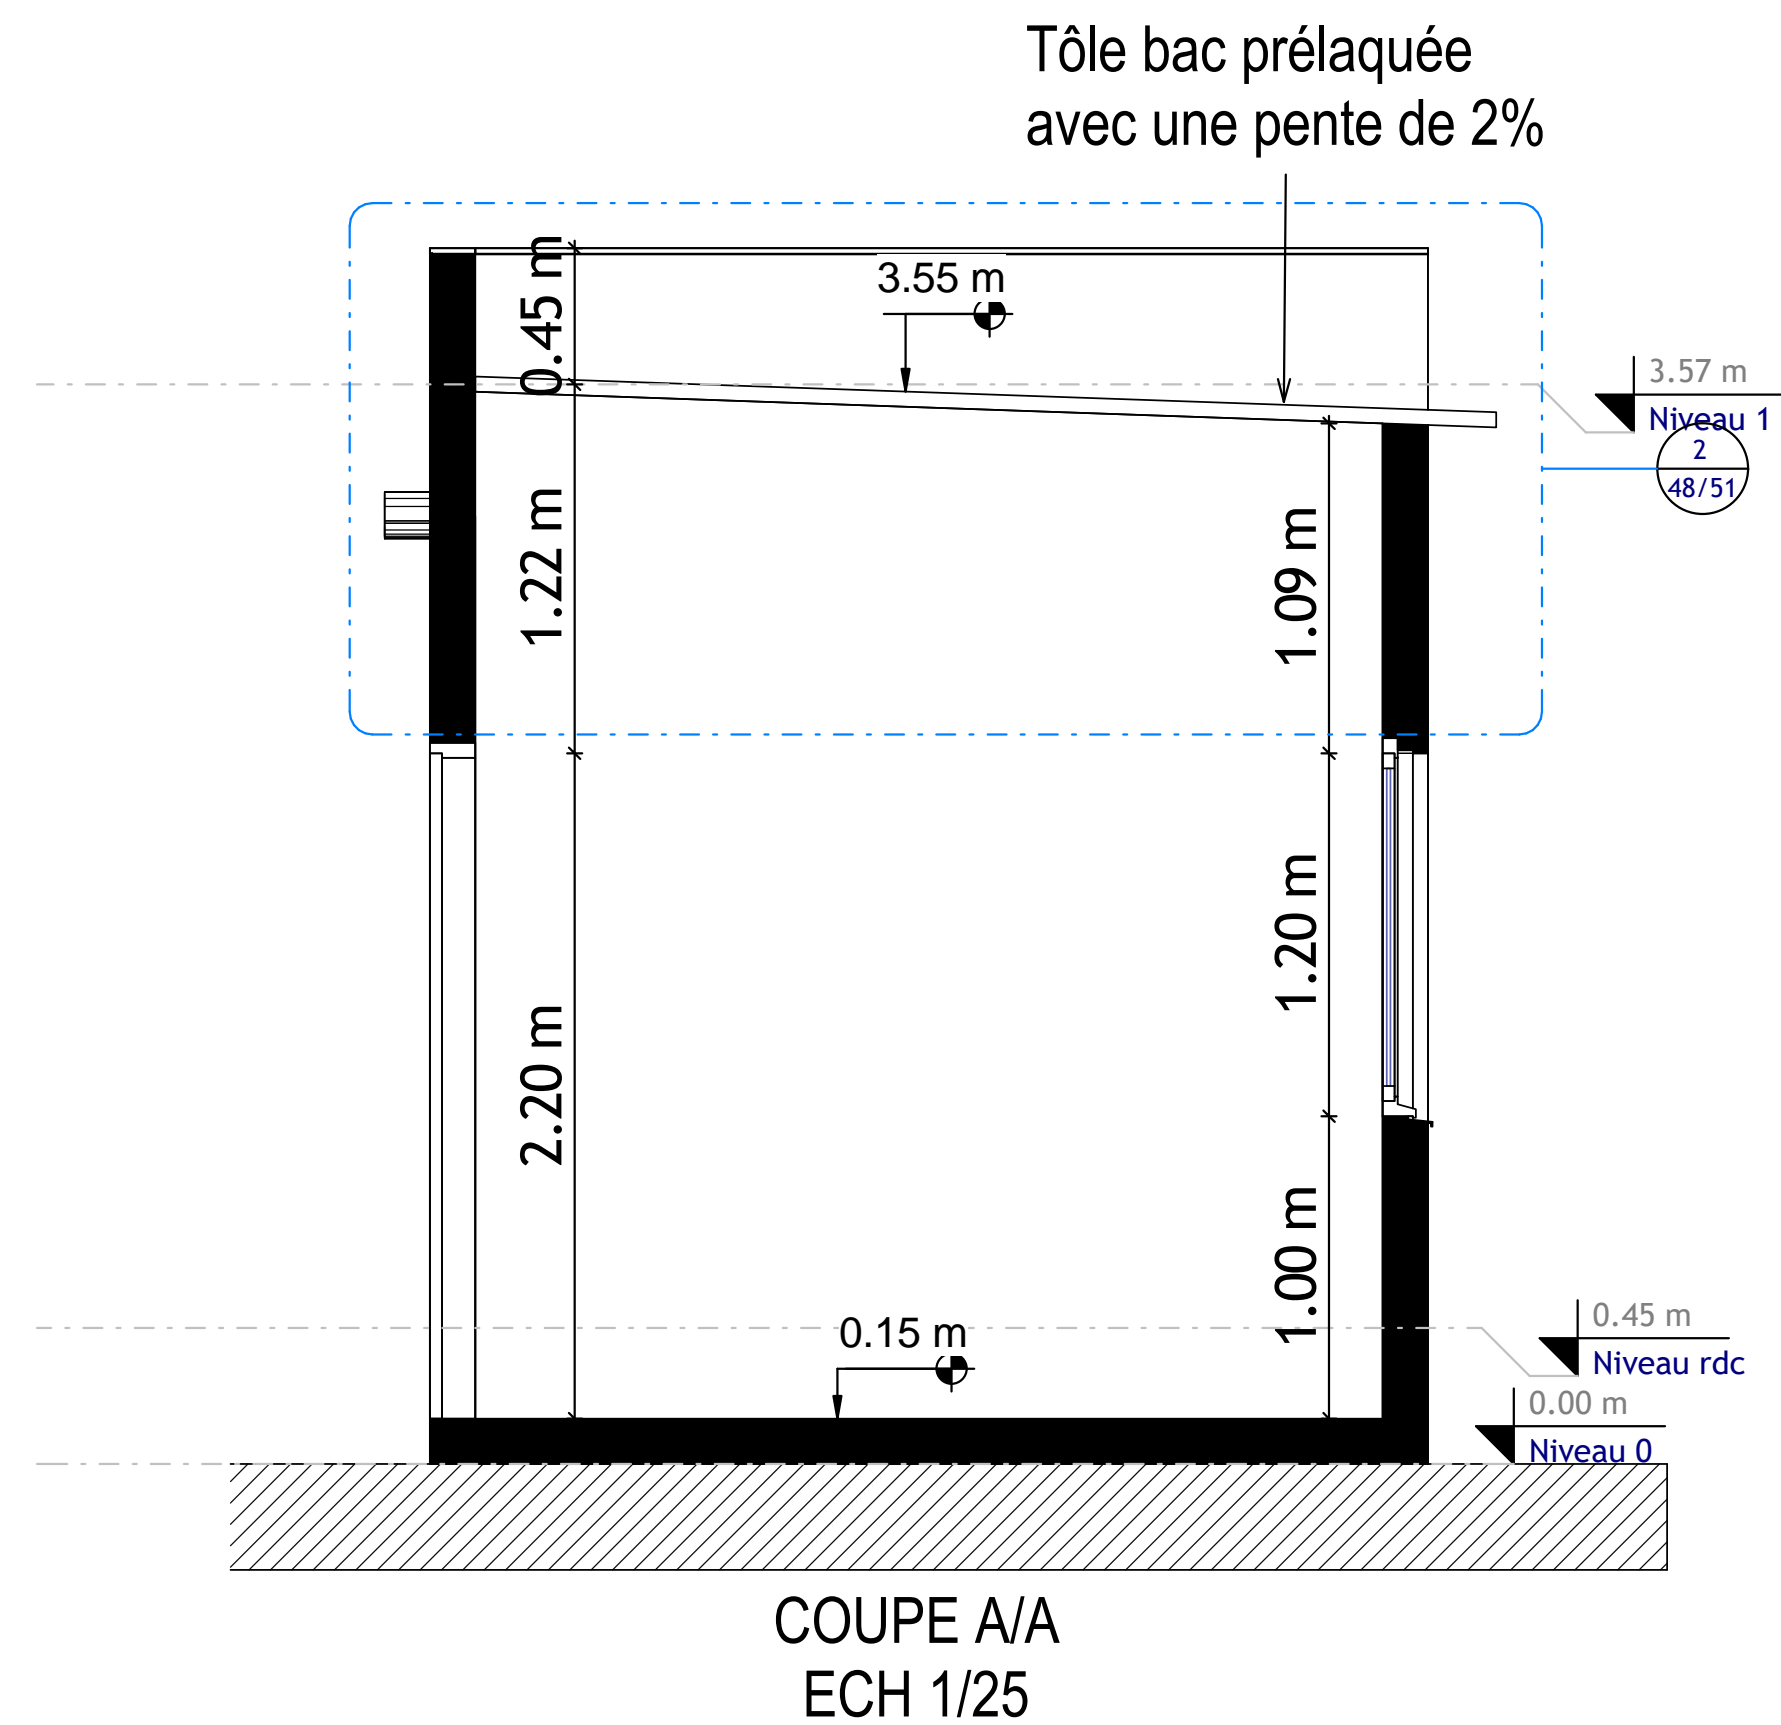 Tôle bac prélaquée
avec une pente de 2%
0.45 m
3.55 m
3.57 m
Niveau 1
2
48/51
1.22 m
1.09 m
1.20 m
2.20 m
1.00 m
0.15 m
0.45 m
Niveau rdc
0.00 m
Niveau 0
COUPE A/A
ECH 1/25